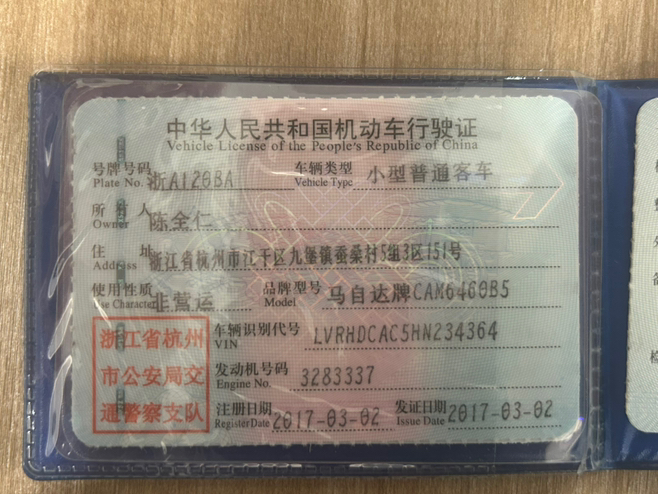 中华人民共和国机动车行驶证
Vehicle License of the People's Republic of China
号牌号码 浙A120BA 车辆类型 小型普通客车
Plate No. Vehicle Type
所有人 陈全仁
Owner
住址 浙江省杭州市江干区九堡镇蚕桑村5组3区151号
Address
使用性质 非营运 品牌型号 马自达牌CAM6460B5
Use Character Model
浙江省杭州
市公安局交
通警察支队
车辆识别代号 LVRHDCAC5HN234364
VIN
发动机号码 3283337
Engine No.
注册日期 2017-03-02 发证日期 2017-03-02
Register Date Issue Date